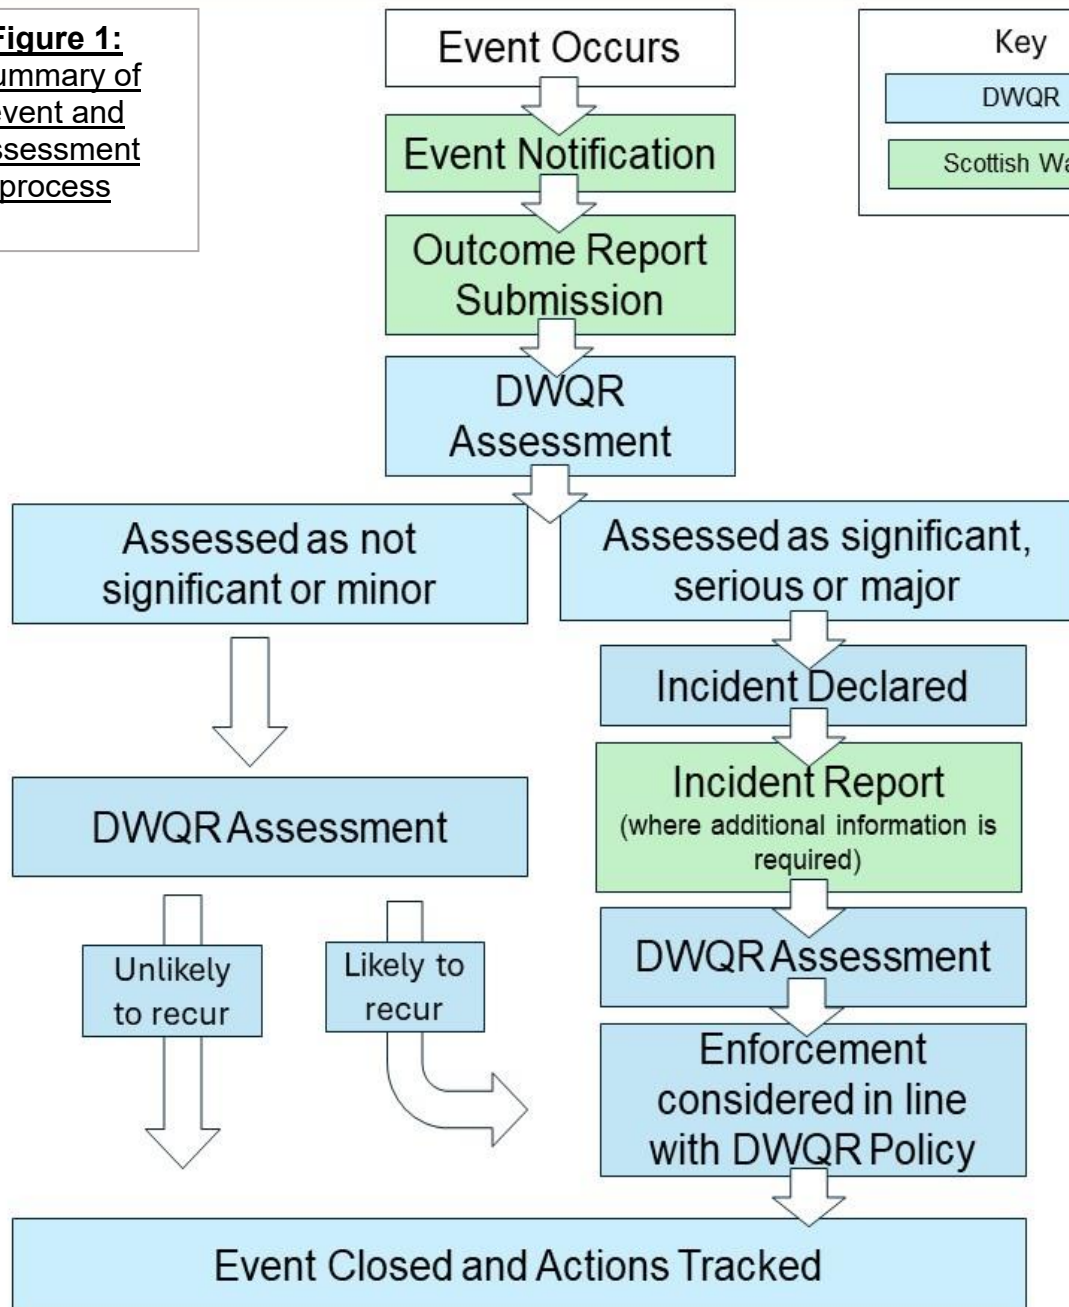 Figure 1:
ummary of
event and
ssessment
process
Event Occurs
Key
DWQR
Scottish Wa
Event Notification
Outcome Report
Submission
DWQR
Assessment
Assessed as not
significant or minor
Assessed as significant,
serious or major
Incident Declared
Incident Report
(where additional information is
required)
DWQR Assessment
Unlikely
to recur
Likely to
recur
DWQR Assessment
Enforcement
considered in line
with DWQR Policy
Event Closed and Actions Tracked